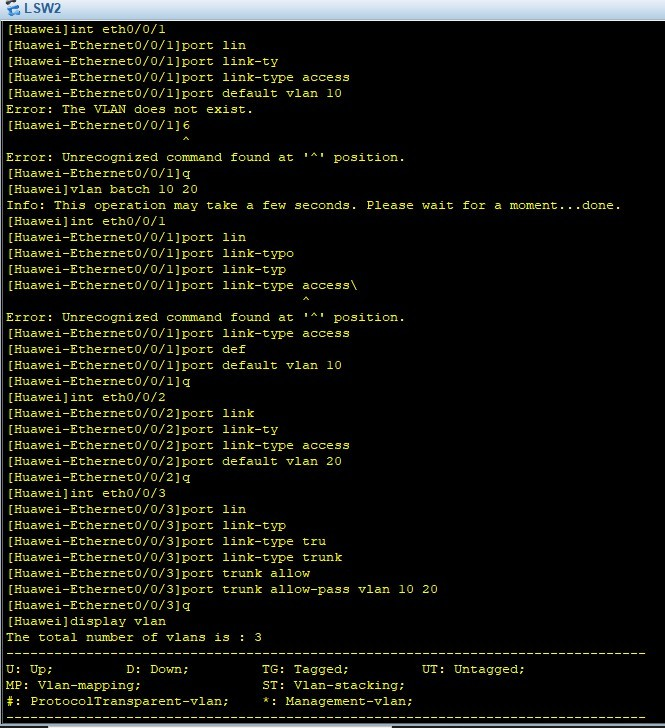 LSW2
[Huawei]int eth0/0/1
[Huawei-Ethernet0/0/1]port lin
[Huawei-Ethernet0/0/1]port link-ty
[Huawei-Ethernet0/0/1]port link-type access
[Huawei-Ethernet0/0/1]port default vlan 10
Error: The VLAN does not exist.
[Huawei-Ethernet0/0/1]6
^
Error: Unrecognized command found at '^' position.
[Huawei-Ethernet0/0/1]q
[Huawei]vlan batch 10 20
Info: This operation may take a few seconds. Please wait for a moment...done.
[Huawei]int eth0/0/1
[Huawei-Ethernet0/0/1]port lin
[Huawei-Ethernet0/0/1]port link-typo
[Huawei-Ethernet0/0/1]port link-typ
[Huawei-Ethernet0/0/1]port link-type access\
^
Error: Unrecognized command found at '^' position.
[Huawei-Ethernet0/0/1]port link-type access
[Huawei-Ethernet0/0/1]port def
[Huawei-Ethernet0/0/1]port default vlan 10
[Huawei-Ethernet0/0/1]q
[Huawei]int eth0/0/2
[Huawei-Ethernet0/0/2]port link
[Huawei-Ethernet0/0/2]port link-ty
[Huawei-Ethernet0/0/2]port link-type access
[Huawei-Ethernet0/0/2]port default vlan 20
[Huawei-Ethernet0/0/2]q
[Huawei]int eth0/0/3
[Huawei-Ethernet0/0/3]port lin
[Huawei-Ethernet0/0/3]port link-typ
[Huawei-Ethernet0/0/3]port link-type tru
[Huawei-Ethernet0/0/3]port link-type trunk
[Huawei-Ethernet0/0/3]port trunk allow
[Huawei-Ethernet0/0/3]port trunk allow-pass vlan 10 20
[Huawei-Ethernet0/0/3]q
[Huawei]display vlan
The total number of vlans is : 3
--------------------------------------------------------------------------------
U: Up; D: Down; TG: Tagged; UT: Untagged;
MP: Vlan-mapping; ST: Vlan-stacking;
#: ProtocolTransparent-vlan; *: Management-vlan;
--------------------------------------------------------------------------------